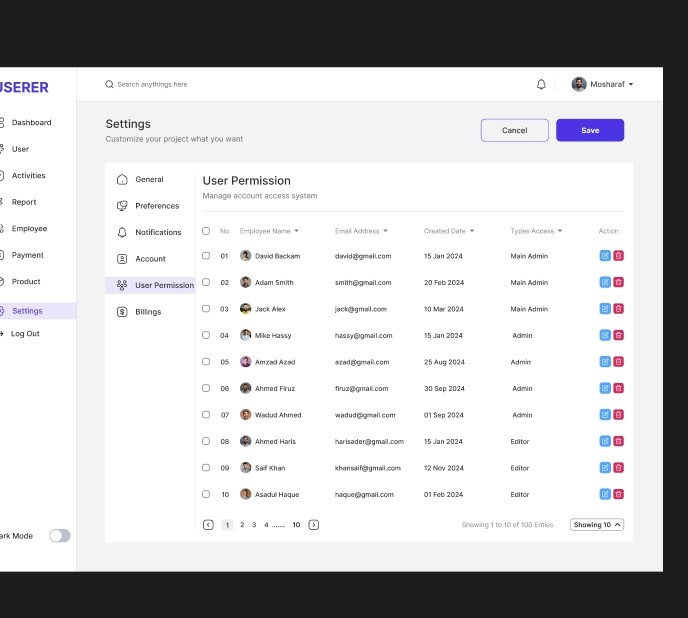 USERER
Search anythings here
Mosharaf
Dashboard
User
Activities
Report
Employee
Payment
Product
Settings
Log Out
ark Mode
Settings
Customize your project what you want
Cancel
Save
General
Preferences
Notifications
Account
User Permission
Billings
User Permission
Manage account access system
No Employee Name Email Address Created Date Types Access Action
01 David Backam david@gmail.com 15 Jan 2024 Main Admin
02 Adam Smith smith@gmail.com 20 Feb 2024 Main Admin
03 Jack Alex jack@gmail.com 10 Mar 2024 Main Admin
04 Mike Hassy hassy@gmail.com 15 Jan 2024 Admin
05 Amzad Azad azad@gmail.com 25 Aug 2024 Admin
06 Ahmed Firuz firuz@gmail.com 30 Sep 2024 Admin
07 Wadud Ahmed wadud@gmail.com 01 Sep 2024 Admin
08 Ahmed Haris harisader@gmail.com 15 Jan 2024 Editor
09 Saif Khan khansaif@gmail.com 12 Nov 2024 Editor
10 Asadul Haque haque@gmail.com 01 Feb 2024 Editor
1 2 3 4 ....... 10
Showing 1 to 10 of 100 Enties
Showing 10